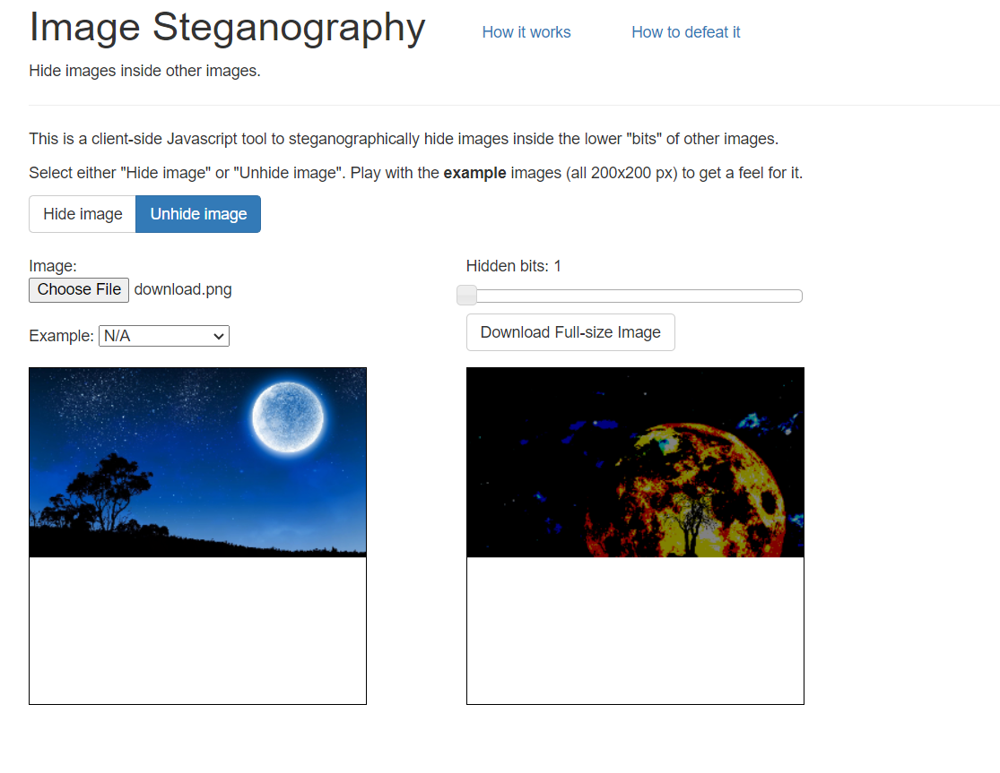 Image Steganography How it works How to defeat it
Hide images inside other images.
This is a client-side Javascript tool to steganographically hide images inside the lower "bits" of other images.
Select either "Hide image" or "Unhide image". Play with the example images (all 200x200 px) to get a feel for it.
Hide image Unhide image
Image:
Choose File download.png
Example: N/A
Hidden bits: 1
Download Full-size Image